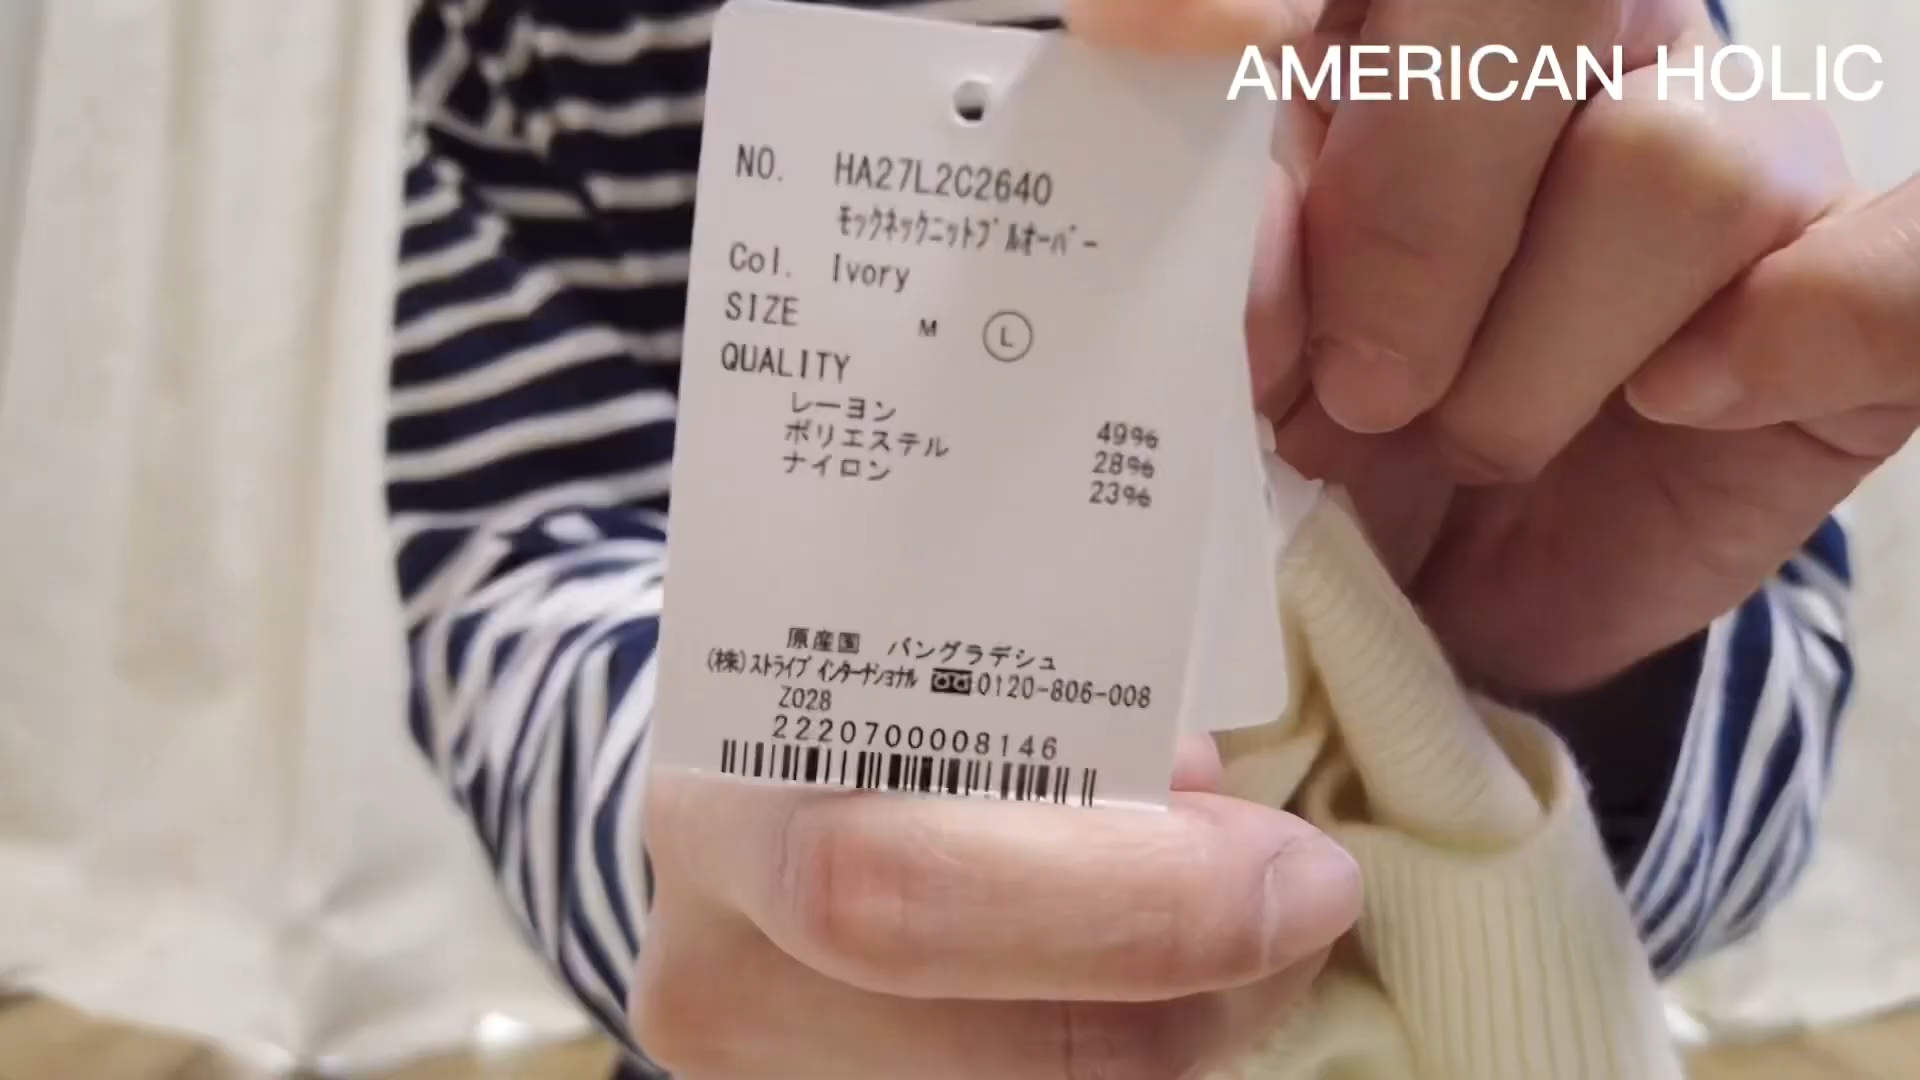 AMERICAN HOLIC
NO. HA27L2C2640
モックネックニットプルオーバー
Col. Ivory
SIZE M Ⓛ
QUALITY
レーヨン 49%
ポリエステル 28%
ナイロン 23%
原産国 バングラデシュ
(株)ストライプ インターナショナル 0120-806-008
Z028
2220700008146